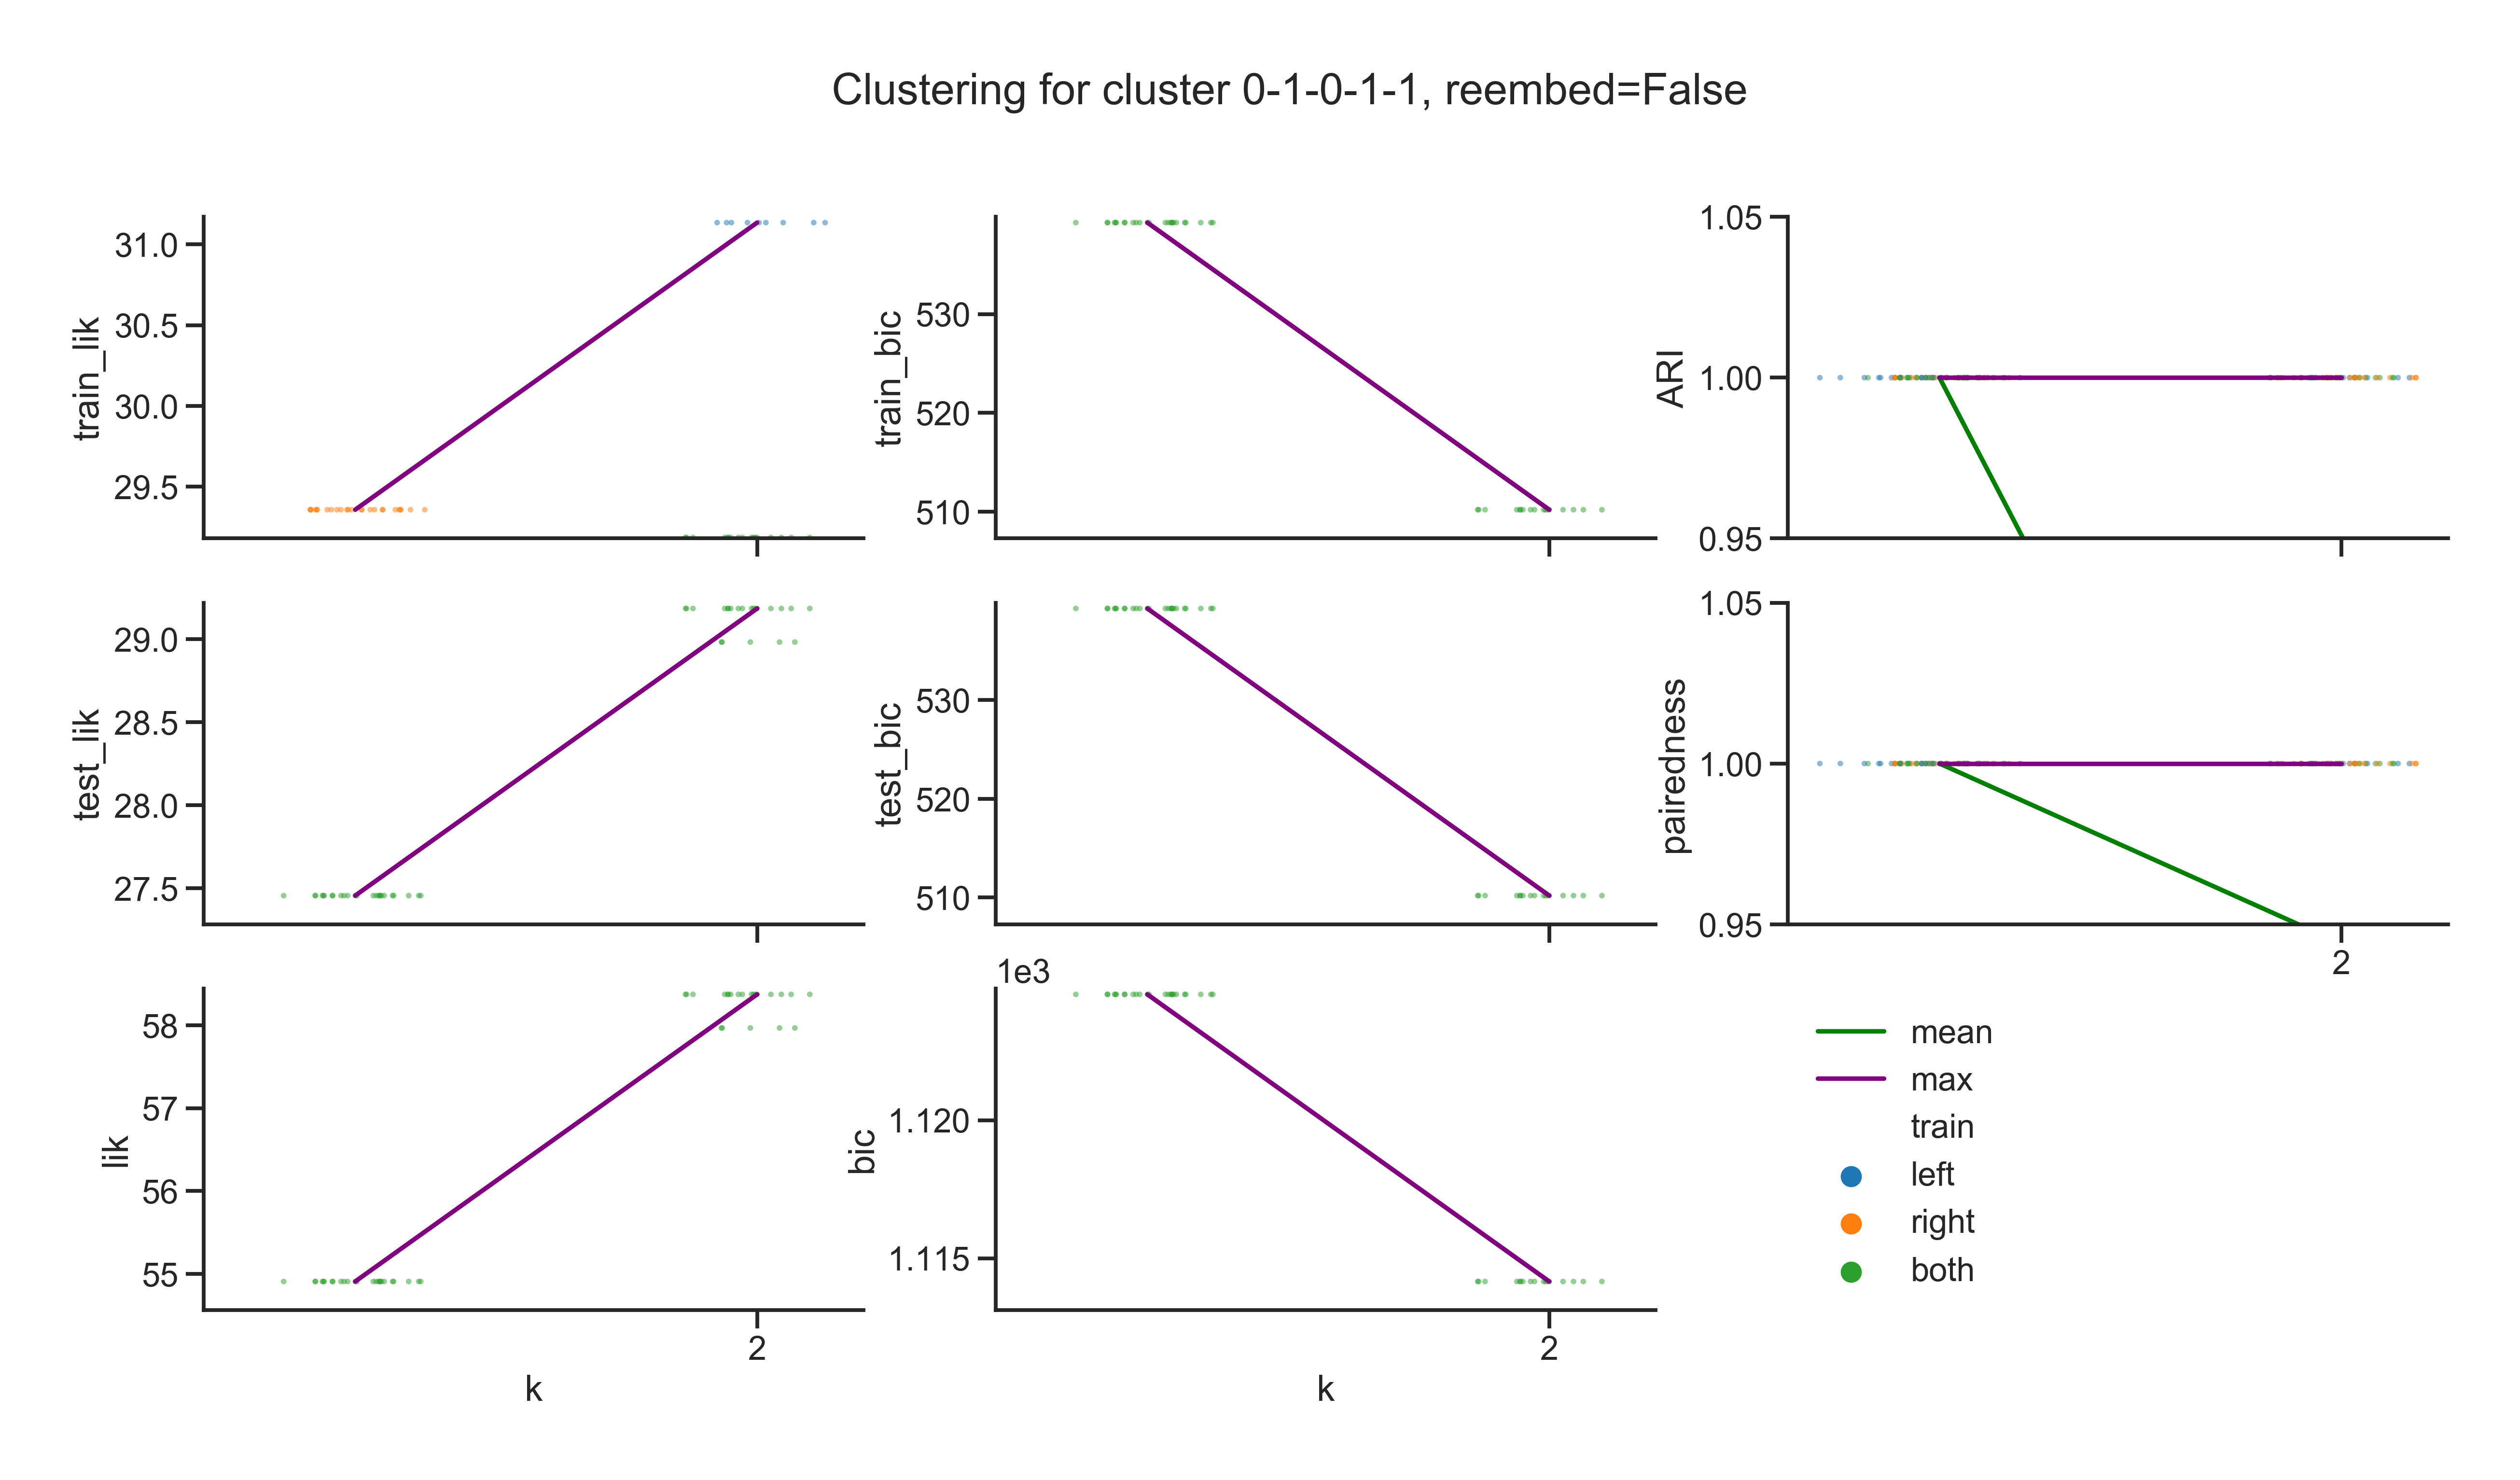 Clustering for cluster 0-1-0-1-1, reembed=False
31.0
30.5
30.0
29.5
train_lik
530
520
510
train_bic
1.05
1.00
0.95
ARI
29.0
28.5
28.0
27.5
test_lik
530
520
510
test_bic
1.05
1.00
0.95
pairedness
2
58
57
56
55
lik
2
k
1e3
1.120
1.115
bic
2
k
mean
max
train
left
right
both